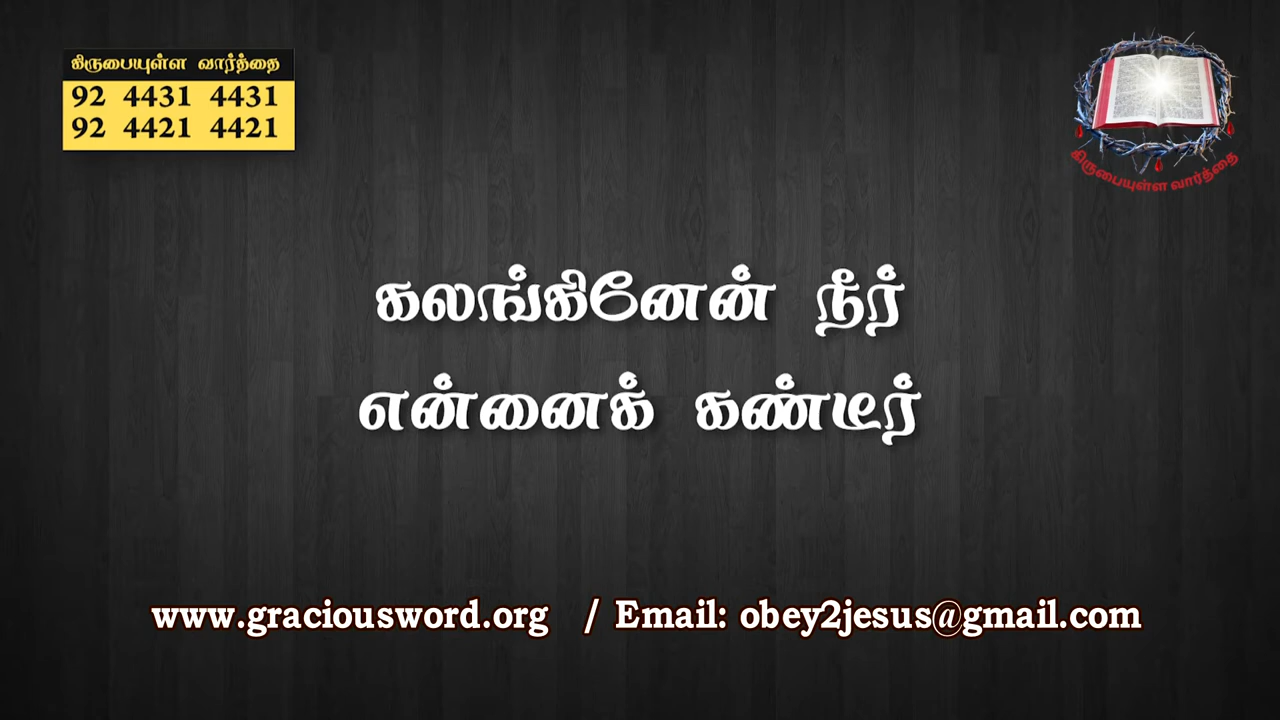 கிருபையுள்ள வார்த்தை
92 4431 4431
92 4421 4421
கிருபையுள்ள வார்த்தை
கலங்கினேன் நீர்
என்னைக் கண்டீர்
www.graciousword.org / Email: obey2jesus@gmail.com